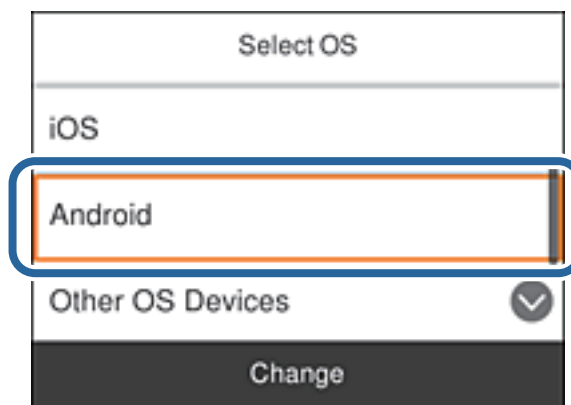 Select OS
iOS
Android
Other OS Devices
Change